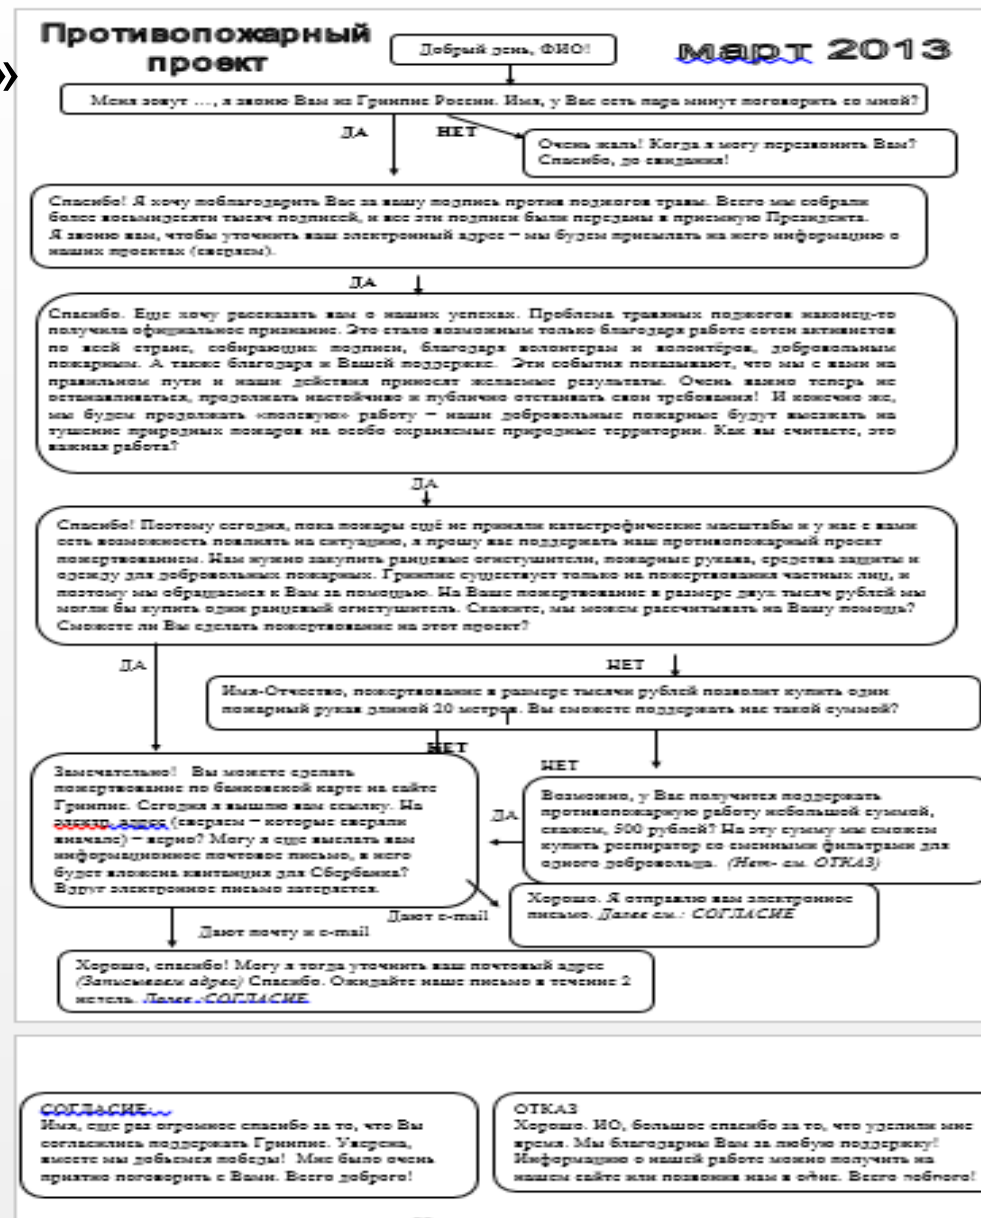 »
Противопожарный
проект
Добрый день, ФИО!
март 2013
Меня зовут …, я звоню Вам из Гринпис России. Имя, у Вас есть пара минут поговорить со мной?
ДА
НЕТ
Очень жаль! Когда я могу перезвонить Вам?
Спасибо, до свидания!
Спасибо! Я хочу поблагодарить Вас за вашу подпись против поджогов травы. Всего мы собрали
более восьмидесяти тысяч подписей, и все эти подписи были переданы в приемную Президента.
Я звоню вам, чтобы уточнить ваш электронный адрес – мы будем присылать на него информацию о
наших проектах (сверяем).
ДА
Спасибо. Еще хочу рассказать вам о наших успехах. Проблема травяных поджогов наконец-то
получила официальное признание. Это стало возможным только благодаря работе сотен активистов
по всей стране, собирающих подписи, благодаря волонтерам и волонтёров, добровольным
пожарным. А также благодаря и Вашей поддержке. Эти события показывают, что мы с вами на
правильном пути и наши действия приносят желаемые результаты. Очень важно теперь не
останавливаться, продолжать настойчиво и публично отстаивать свои требования! И конечно же,
мы будем продолжать «полевую» работу – наши добровольные пожарные будут выезжать на
тушение природных пожаров на особо охраняемые природные территории. Как вы считаете, это
важная работа?
ДА
Спасибо! Поэтому сегодня, пока пожары ещё не приняли катастрофические масштабы и у нас с вами
есть возможность повлиять на ситуацию, я прошу вас поддержать наш противопожарный проект
пожертвованием. Нам нужно закупить ранцевые огнетушители, пожарные рукава, средства защиты и
одежду для добровольных пожарных. Гринпис существует только на пожертвования частных лиц, и
поэтому мы обращаемся к Вам за помощью. На Ваше пожертвование в размере двух тысяч рублей мы
могли бы купить один ранцевый огнетушитель. Скажите, мы можем рассчитывать на Вашу помощь?
Сможете ли Вы сделать пожертвование на этот проект?
ДА
НЕТ
Имя-Отчество, пожертвование в размере тысячи рублей позволит купить один
пожарный рукав длиной 20 метров. Вы сможете поддержать нас такой суммой?
НЕТ
НЕТ
Замечательно! Вы можете сделать
пожертвование по банковской карте на сайте
Гринпис. Сегодня я вышлю вам ссылку. На
электр. адрес (сверяем – которые сверяли
вначале) – верно? Могу я еще выслать вам
информационное почтовое письмо, в него
будет вложена квитанция для Сбербанка?
Вдруг электронное письмо затеряется.
ДА
Возможно, у Вас получится поддержать
противопожарную работу небольшой суммой,
скажем, 500 рублей? На эту сумму мы сможем
купить респиратор со сменными фильтрами для
одного добровольца. (Нет- см. ОТКАЗ)
Дают e-mail
Хорошо. Я отправлю вам электронное
письмо. Далее см.: СОГЛАСИЕ
Дают почту и e-mail
Хорошо, спасибо! Могу я тогда уточнить ваш почтовый адрес
(Записываем адрес) Спасибо. Ожидайте наше письмо в течение 2
недель. Далее :СОГЛАСИЕ
СОГЛАСИЕ:
Имя, еще раз огромное спасибо за то, что Вы
согласились поддержать Гринпис. Уверена,
вместе мы добьемся победы! Мне было очень
приятно поговорить с Вами. Всего доброго!
ОТКАЗ
Хорошо. ИО, большое спасибо за то, что уделили мне
время. Мы благодарны Вам за любую поддержку!
Информацию о нашей работе можно получить на
нашем сайте или позвонив нам в офис. Всего доброго!